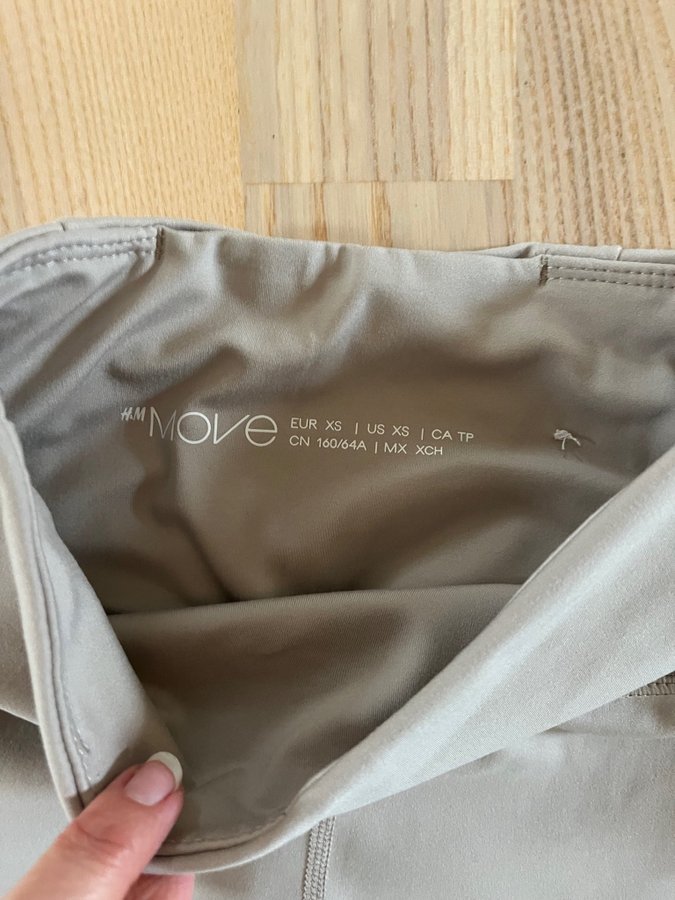 H&M MOVE EUR XS | US XS | CA TP
CN 160/64A | MX XCH